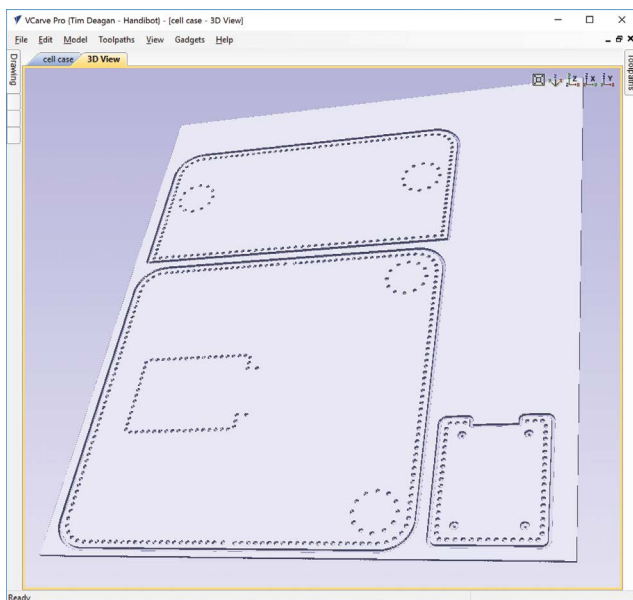 VCarve Pro (Tim Deagan - Handibot) - [cell case - 3D View]
File Edit Model Toolpaths View Gadgets Help
Drawing
cell case 3D View
Toolpaths
Z X Y
Ready